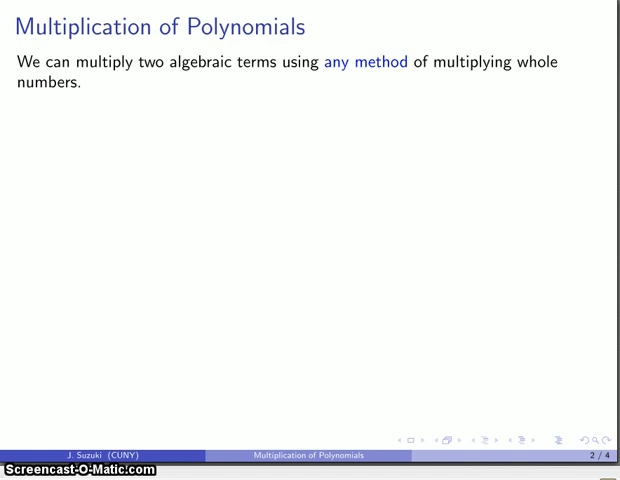 Multiplication of Polynomials
We can multiply two algebraic terms using any method of multiplying whole
numbers.
J. Suzuki (CUNY)
Multiplication of Polynomials
2 / 4
Screencast-O-Matic.com